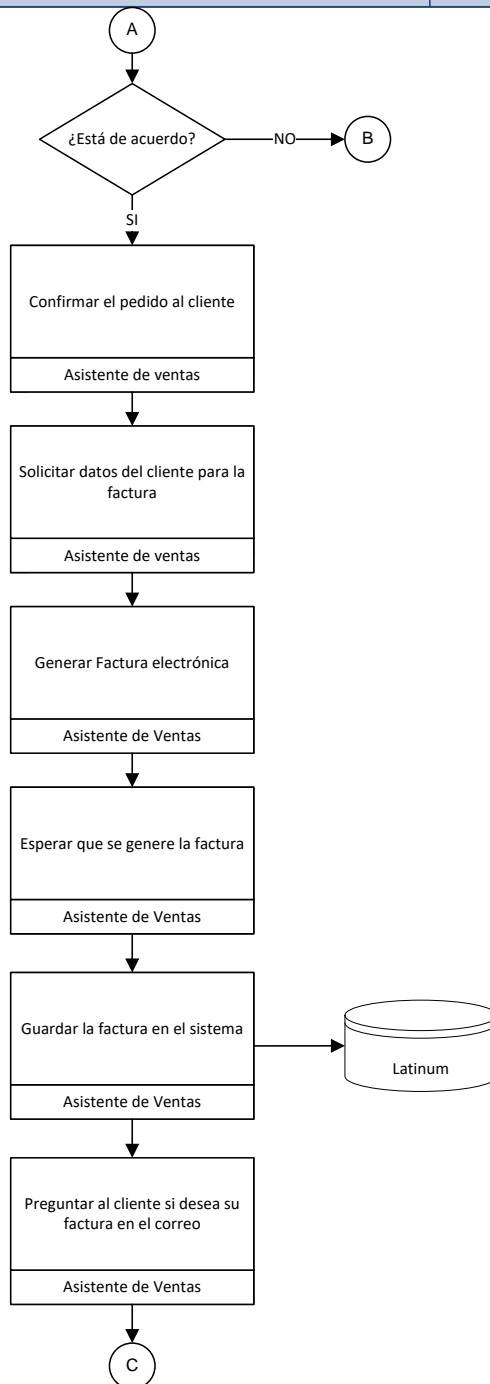 A
¿Está de acuerdo?
NO
B
SI
Confirmar el pedido al cliente
Asistente de ventas
Solicitar datos del cliente para la
factura
Asistente de ventas
Generar Factura electrónica
Asistente de Ventas
Esperar que se genere la factura
Asistente de Ventas
Guardar la factura en el sistema
Latinum
Asistente de Ventas
Preguntar al cliente si desea su
factura en el correo
Asistente de Ventas
C